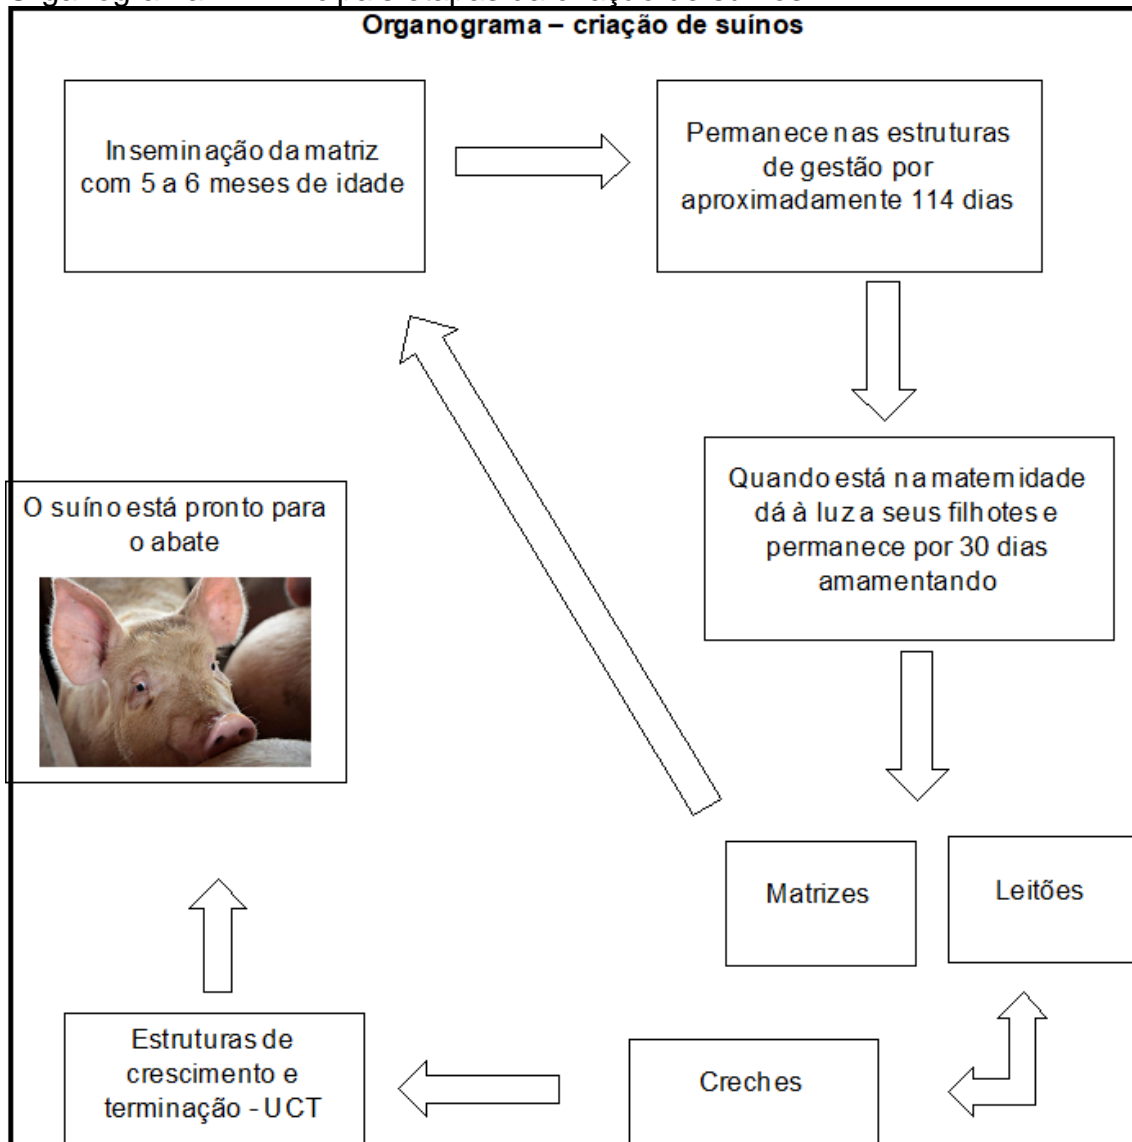 Organograma – criação de suínos
Inseminação da matriz
com 5 a 6 meses de idade
Permanece nas estruturas
de gestão por
aproximadamente 114 dias
Quando está na maternidade
dá à luz a seus filhotes e
permanece por 30 dias
amamentando
Matrizes
Leitões
Creches
Estruturas de
crescimento e
terminação - UCT
O suíno está pronto para
o abate